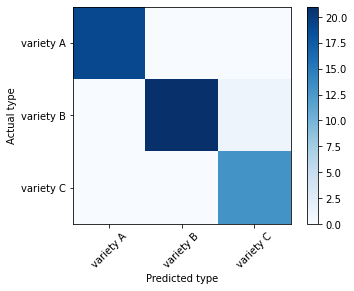 variety A
variety B
variety C
Actual type
variety A
variety B
variety C
Predicted type
20.0
17.5
15.0
12.5
10.0
7.5
5.0
2.5
0.0